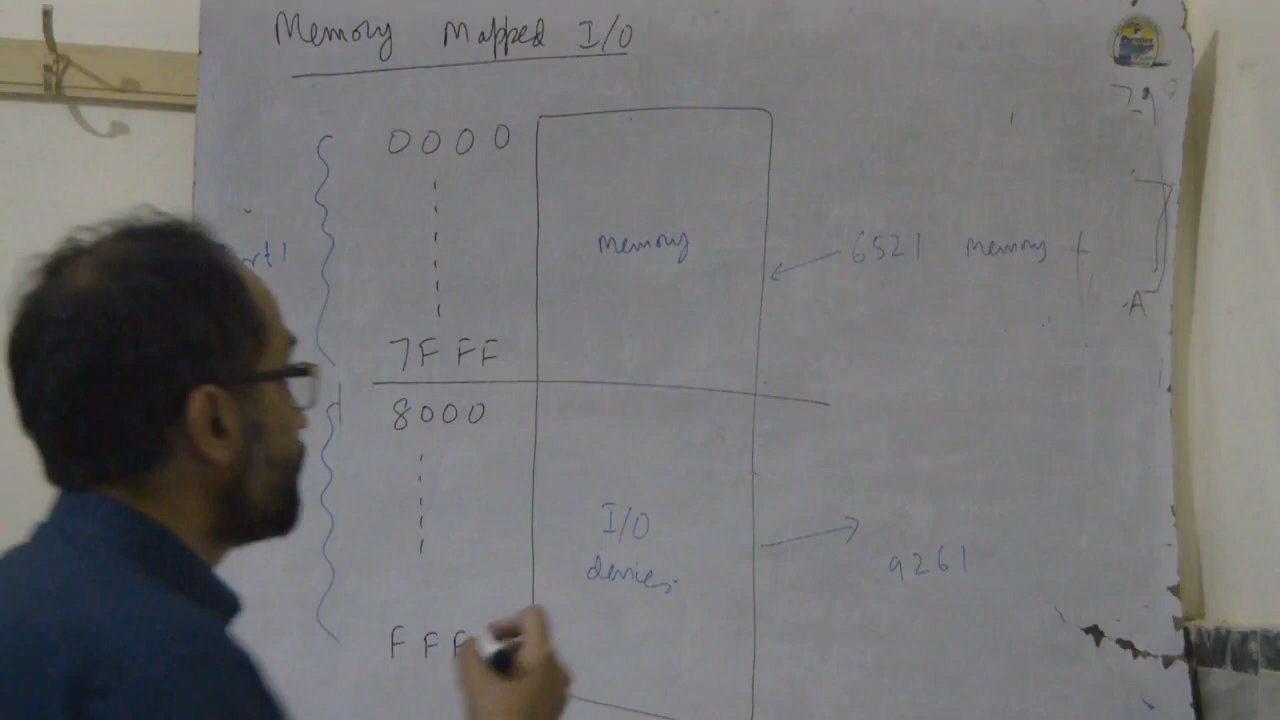 Memory Mapped I/O
0000
memory
6521 memory
7FFF
8000
I/O
devices
9261
FFF